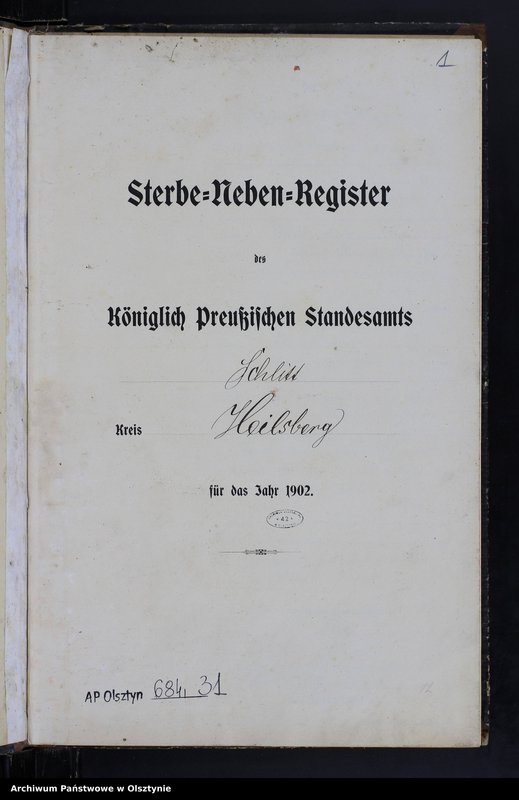 1
Sterbe=Neben=Register
des
Königlich Preußischen Standesamts
Schlitt
Kreis Heilsberg
für das Jahr 1902.
42
AP Olsztyn 684, 31
Archiwum Państwowe w Olsztynie